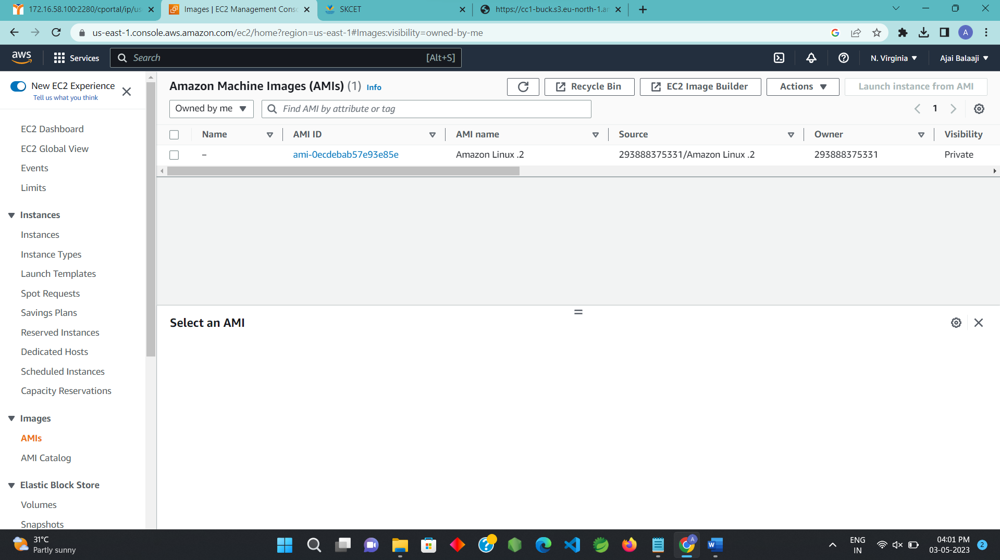 172.16.58.100:2280/cportal/ip/us
Images | EC2 Management Consc
SKCET
https://cc1-buck.s3.eu-north-1.an
us-east-1.console.aws.amazon.com/ec2/home?region=us-east-1#Images:visibility=owned-by-me
A
aws
Services
Search
[Alt+S]
N. Virginia
Ajai Balaaji
New EC2 Experience
Tell us what you think
EC2 Dashboard
EC2 Global View
Events
Limits
Instances
Instances
Instance Types
Launch Templates
Spot Requests
Savings Plans
Reserved Instances
Dedicated Hosts
Scheduled Instances
Capacity Reservations
Images
AMIs
AMI Catalog
Elastic Block Store
Volumes
Snapshots
Amazon Machine Images (AMIs) (1) Info
Recycle Bin
EC2 Image Builder
Actions
Launch instance from AMI
Owned by me
Find AMI by attribute or tag
1
Name AMI ID AMI name Source Owner Visibility
– ami-0ecdebab57e93e85e Amazon Linux .2 293888375331/Amazon Linux .2 293888375331 Private
Select an AMI
31°C
Partly sunny
A
ENG
IN
04:01 PM
03-05-2023
2